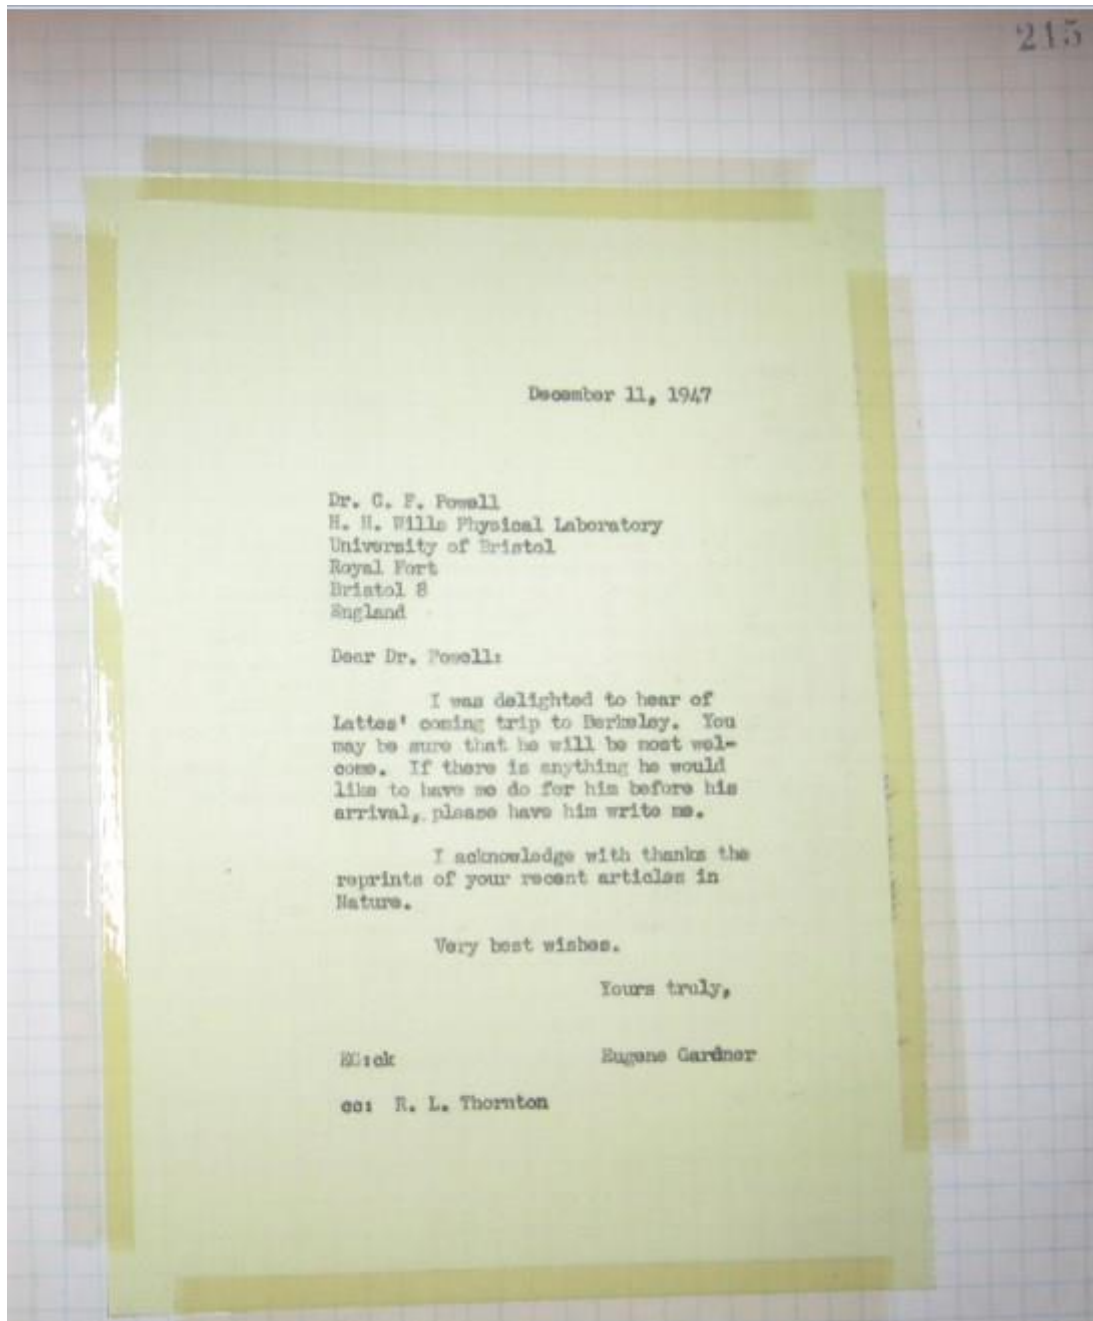 215
December 11, 1947
Dr. C. F. Powell
H. H. Wills Physical Laboratory
University of Bristol
Royal Fort
Bristol 8
England
Dear Dr. Powell:
I was delighted to hear of
Lattes' coming trip to Berkeley. You
may be sure that he will be most wel-
come. If there is anything he would
like to have me do for him before his
arrival, please have him write me.
I acknowledge with thanks the
reprints of your recent articles in
Nature.
Very best wishes.
Yours truly,
EG:ck
Eugene Gardner
cc: R. L. Thornton